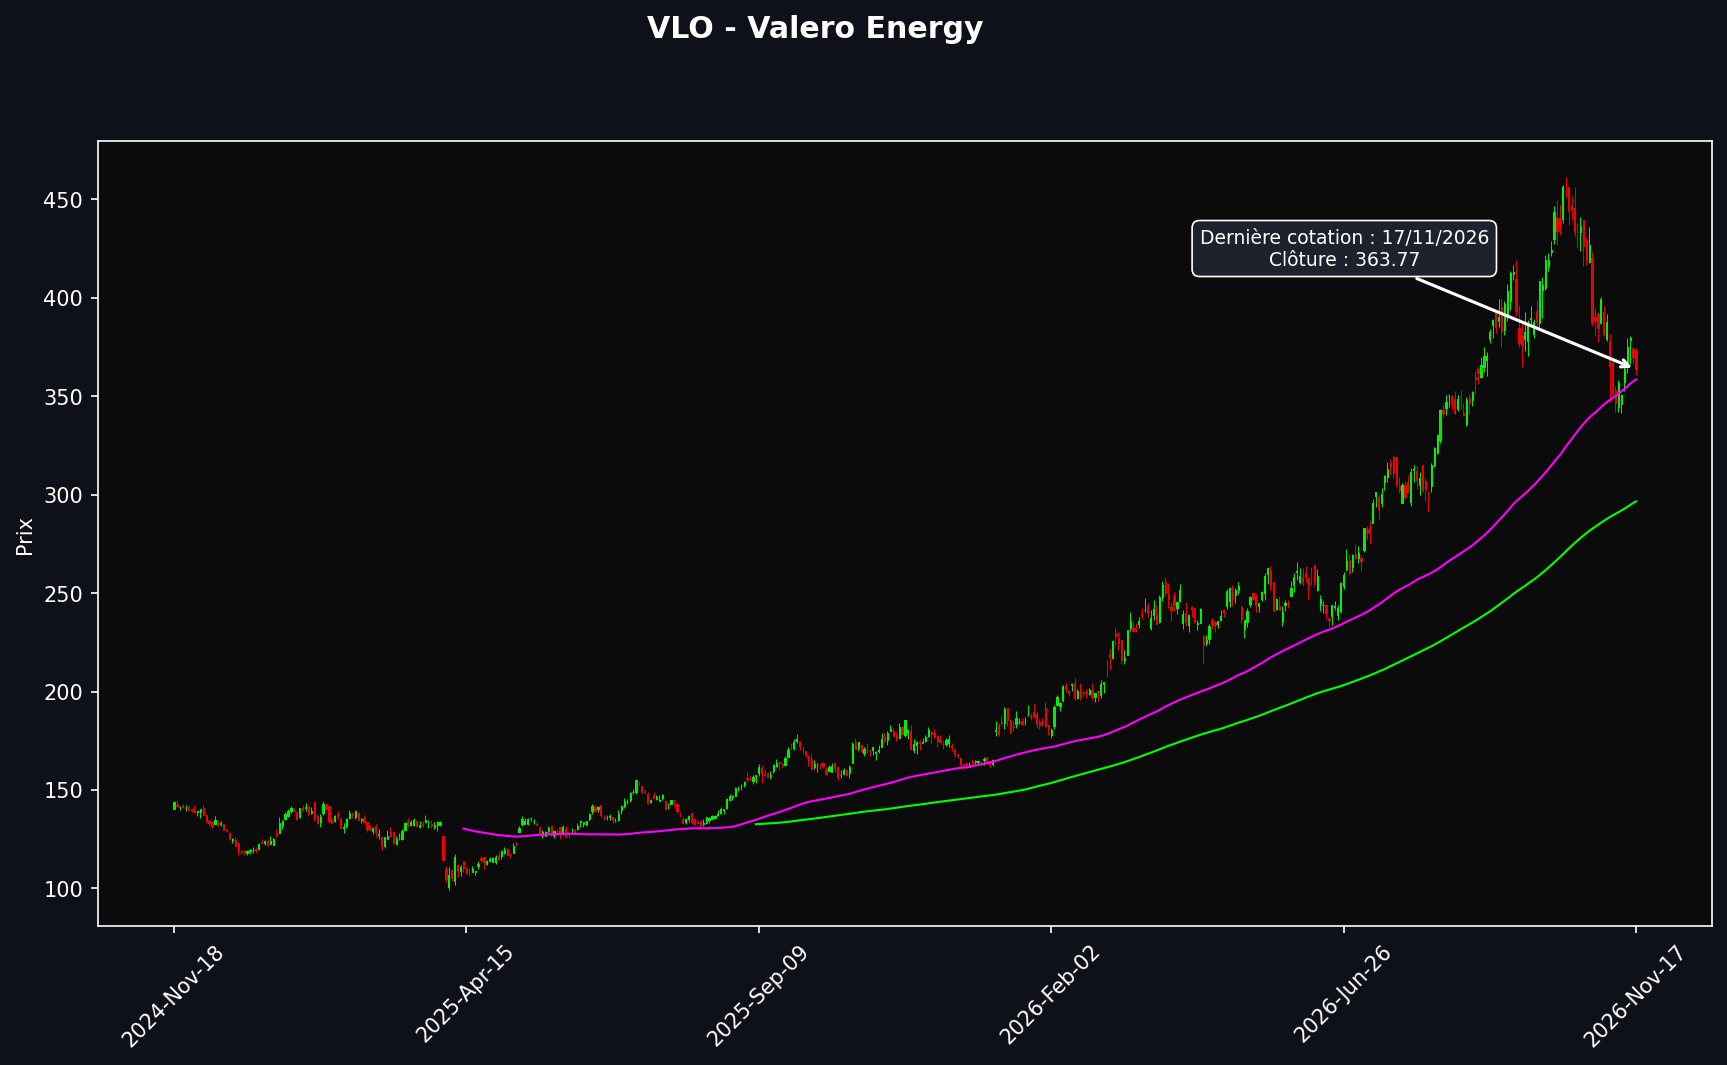 VLO - Valero Energy
Prix
450
400
350
300
250
200
150
100
Dernière cotation : 17/11/2026
Clôture : 363.77
2024-Nov-18
2025-Apr-15
2025-Sep-09
2026-Feb-02
2026-Jun-26
2026-Nov-17